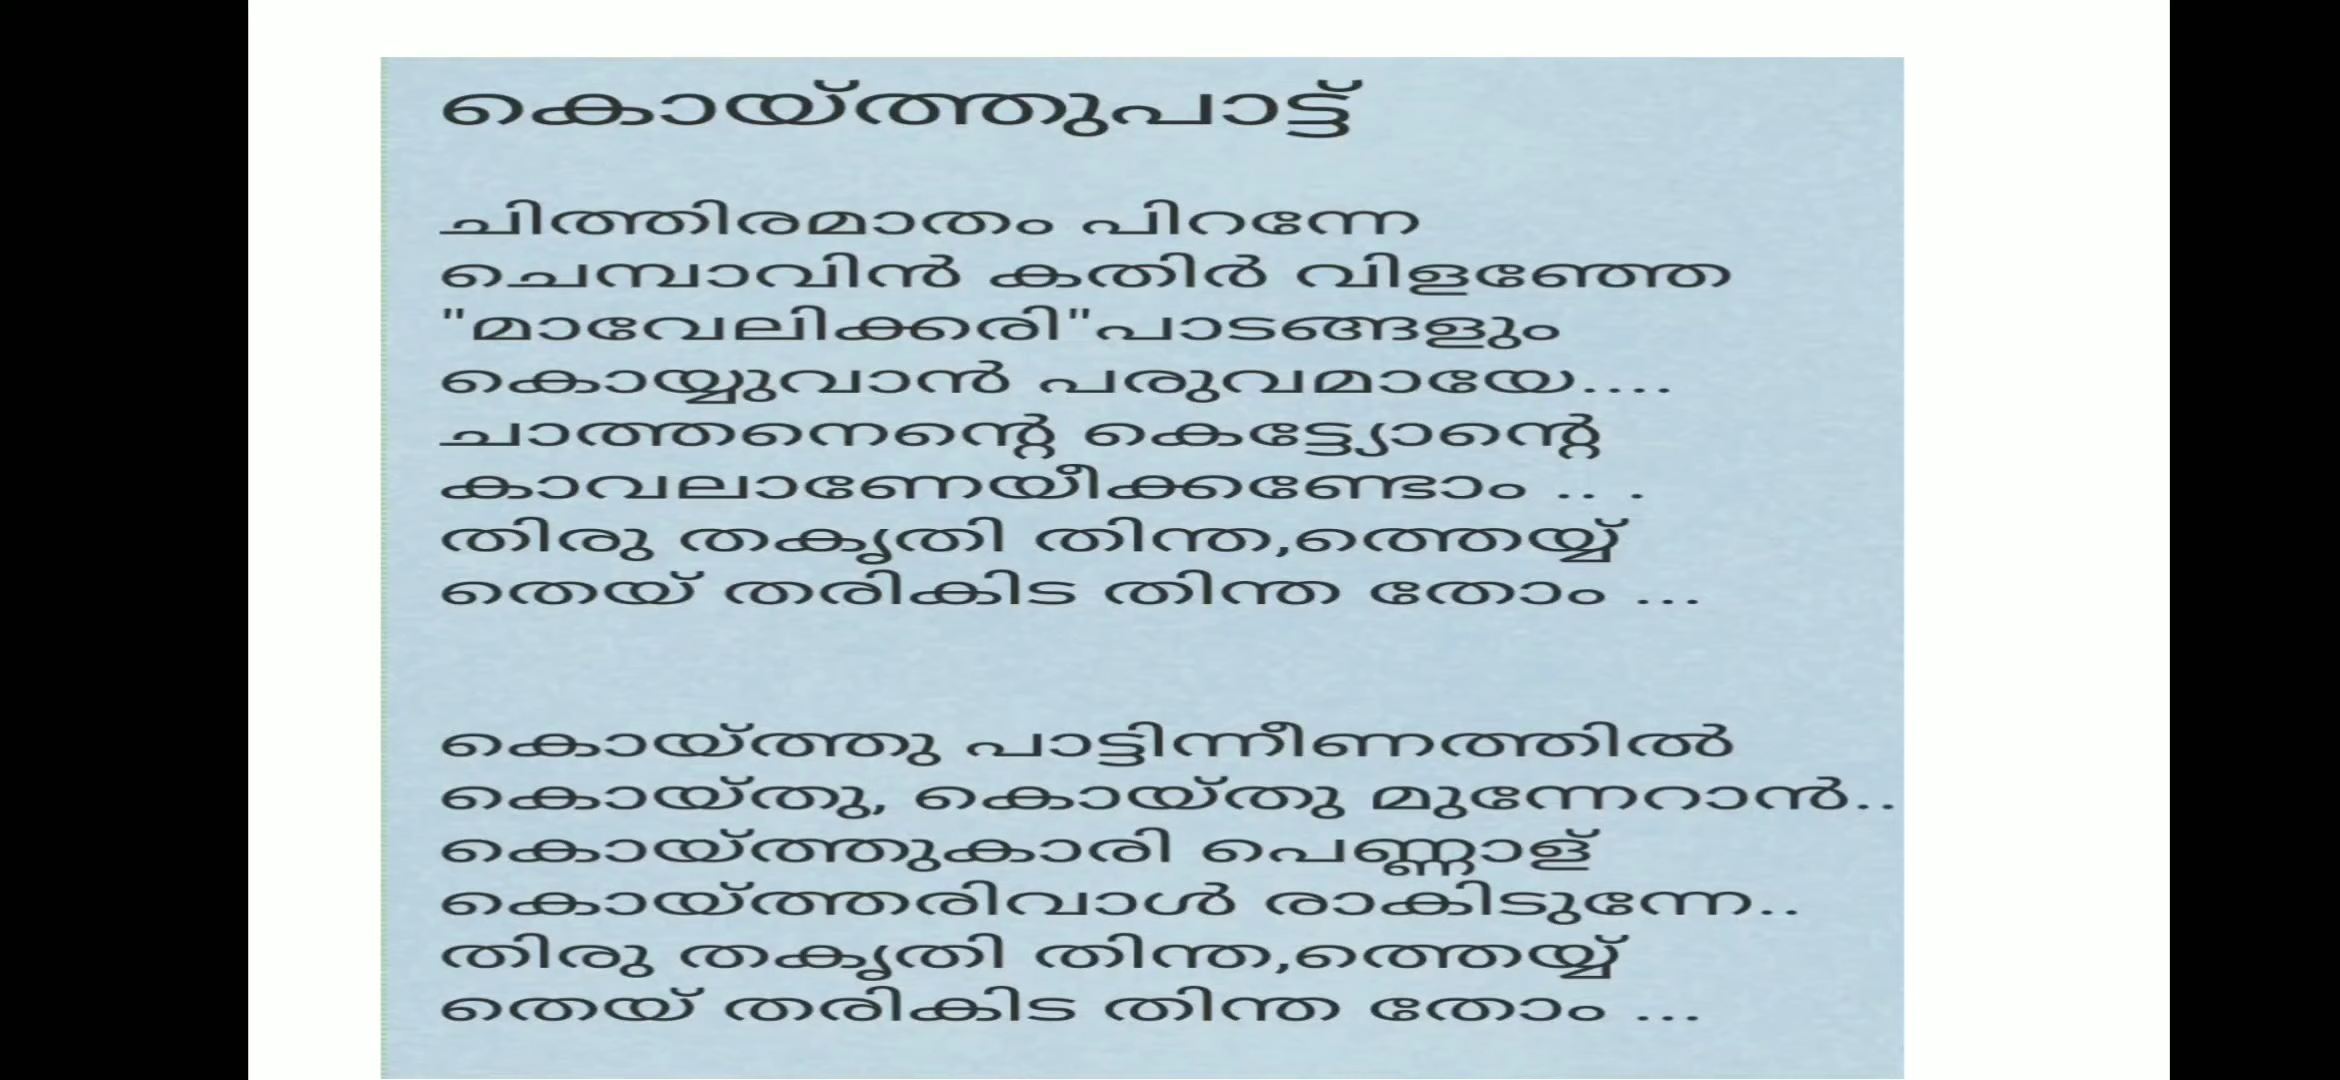 കൊയ്ത്തുപാട്ട്
ചിത്തിരമാതം പിറന്നേ
ചെമ്പാവിൻ കതിർ വിളഞ്ഞേ
"മാവേലിക്കരി"പാടങ്ങളും
കൊയ്യുവാൻ പരുവമായേ....
ചാത്തനെന്റെ കെട്ട്യോന്റെ
കാവലാണേയീക്കണ്ടോം .. .
തിരു തകൃതി തിന്ത,ത്തെയ്യ്
തെയ് തരികിട തിന്ത തോം ...
കൊയ്ത്തു പാട്ടിന്നീണത്തിൽ
കൊയ്തു, കൊയ്തു മുന്നേറാൻ..
കൊയ്ത്തുകാരി പെണ്ണാള്
കൊയ്ത്തരിവാൾ രാകിടുന്നേ..
തിരു തകൃതി തിന്ത,ത്തെയ്യ്
തെയ് തരികിട തിന്ത തോം ...